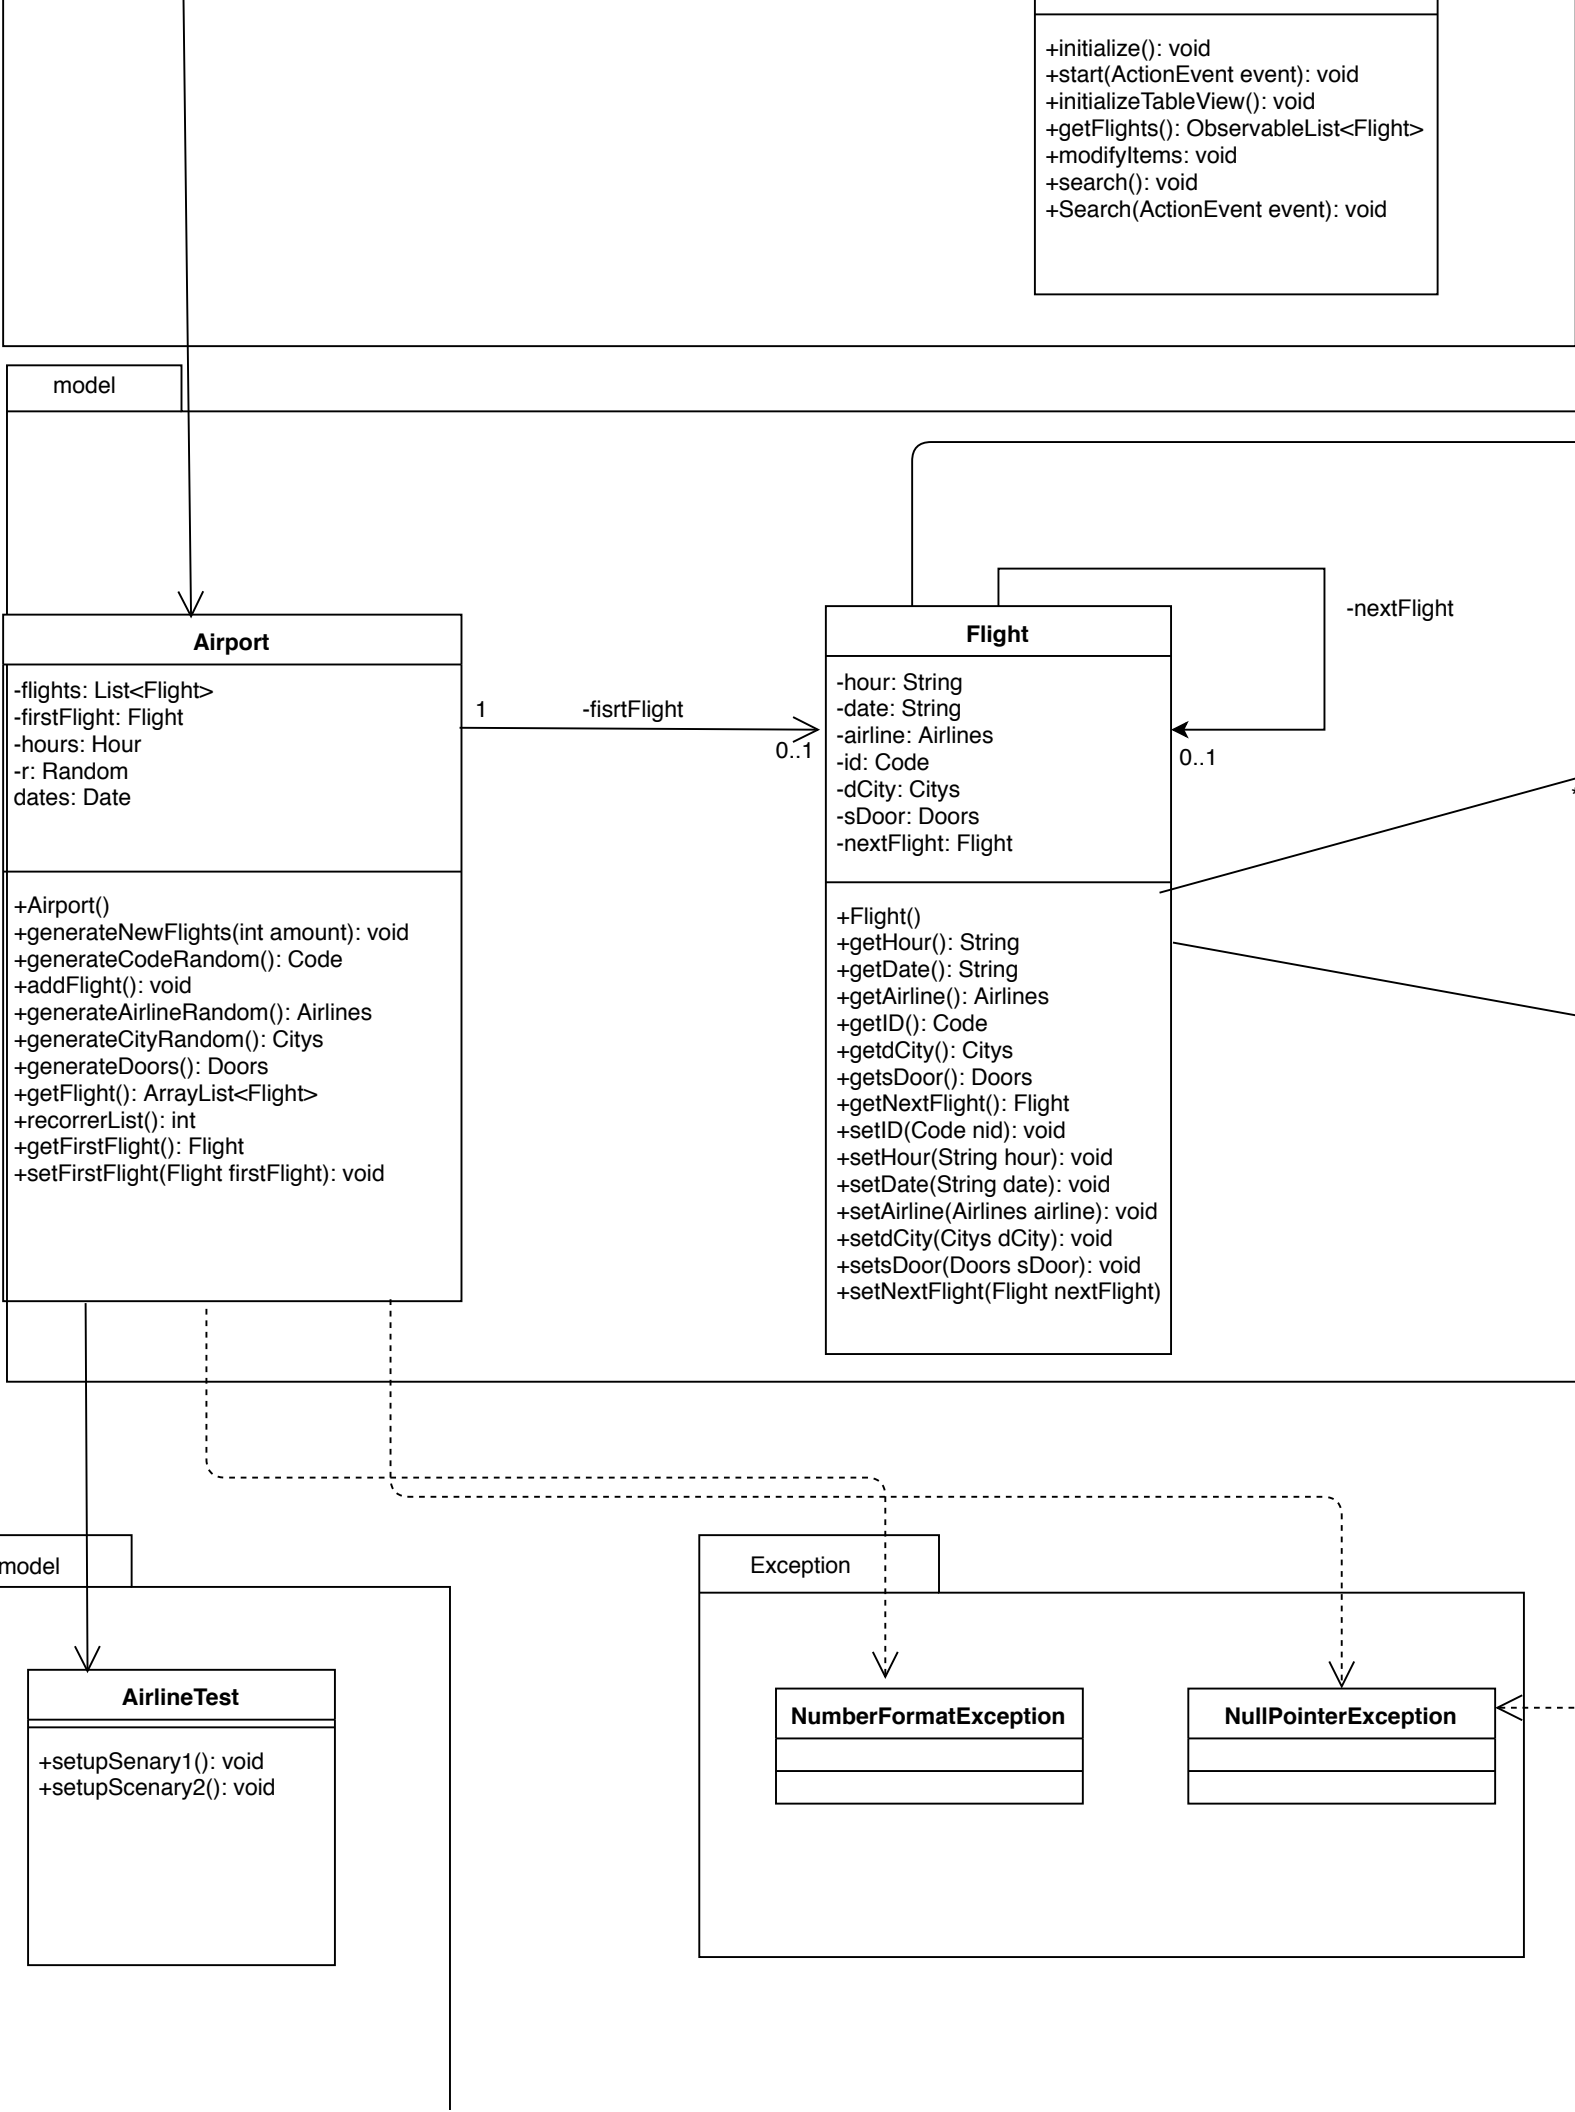 +initialize(): void
+start(ActionEvent event): void
+initializeTableView(): void
+getFlights(): ObservableList<Flight>
+modifyItems: void
+search(): void
+Search(ActionEvent event): void
model
Airport
-flights: List<Flight>
-firstFlight: Flight
-hours: Hour
-r: Random
dates: Date
+Airport()
+generateNewFlights(int amount): void
+generateCodeRandom(): Code
+addFlight(): void
+generateAirlineRandom(): Airlines
+generateCityRandom(): Citys
+generateDoors(): Doors
+getFlight(): ArrayList<Flight>
+recorrerList(): int
+getFirstFlight(): Flight
+setFirstFlight(Flight firstFlight): void
1
-fisrtFlight
0..1
Flight
-hour: String
-date: String
-airline: Airlines
-id: Code
-dCity: Citys
-sDoor: Doors
-nextFlight: Flight
+Flight()
+getHour(): String
+getDate(): String
+getAirline(): Airlines
+getID(): Code
+getdCity(): Citys
+getsDoor(): Doors
+getNextFlight(): Flight
+setID(Code nid): void
+setHour(String hour): void
+setDate(String date): void
+setAirline(Airlines airline): void
+setdCity(Citys dCity): void
+setsDoor(Doors sDoor): void
+setNextFlight(Flight nextFlight)
-nextFlight
0..1
model
AirlineTest
+setupSenary1(): void
+setupScenary2(): void
Exception
NumberFormatException
NullPointerException